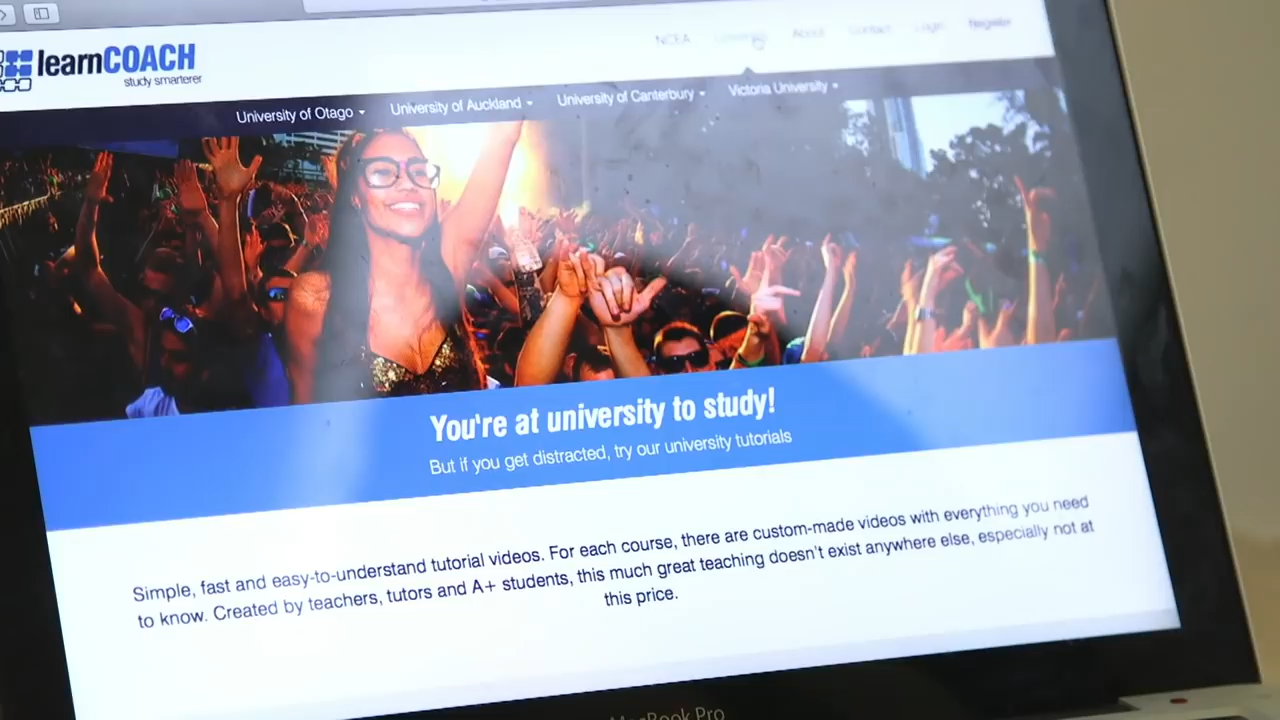 learnCOACH
study smarterer
NCEA About Contact Login Register
University of Otago University of Auckland University of Canterbury Victoria University
You're at university to study!
But if you get distracted, try our university tutorials
Simple, fast and easy-to-understand tutorial videos. For each course, there are custom-made videos with everything you need
to know. Created by teachers, tutors and A+ students, this much great teaching doesn't exist anywhere else, especially not at
this price.
MacBook Pro